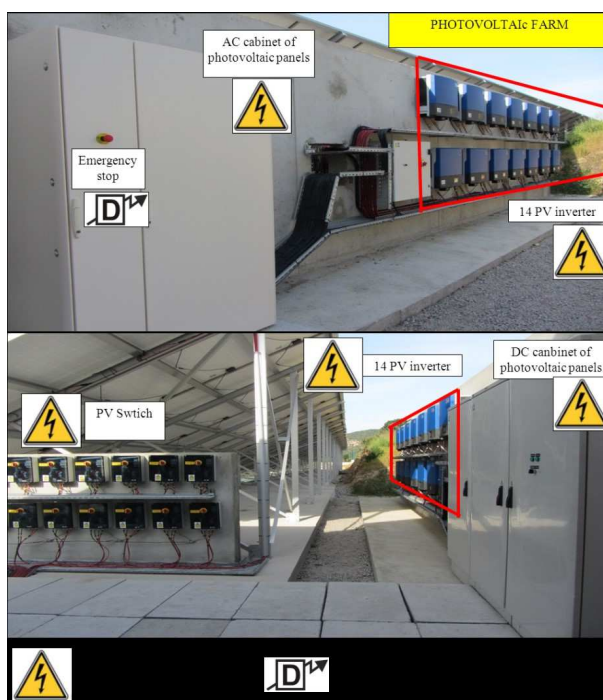 PHOTOVOLTAIc FARM
AC cabinet of
photovoltaic panels
Emergency
stop
D
14 PV inverter
14 PV inverter
DC canbinet of
photovoltaic panels
PV Swtich
D